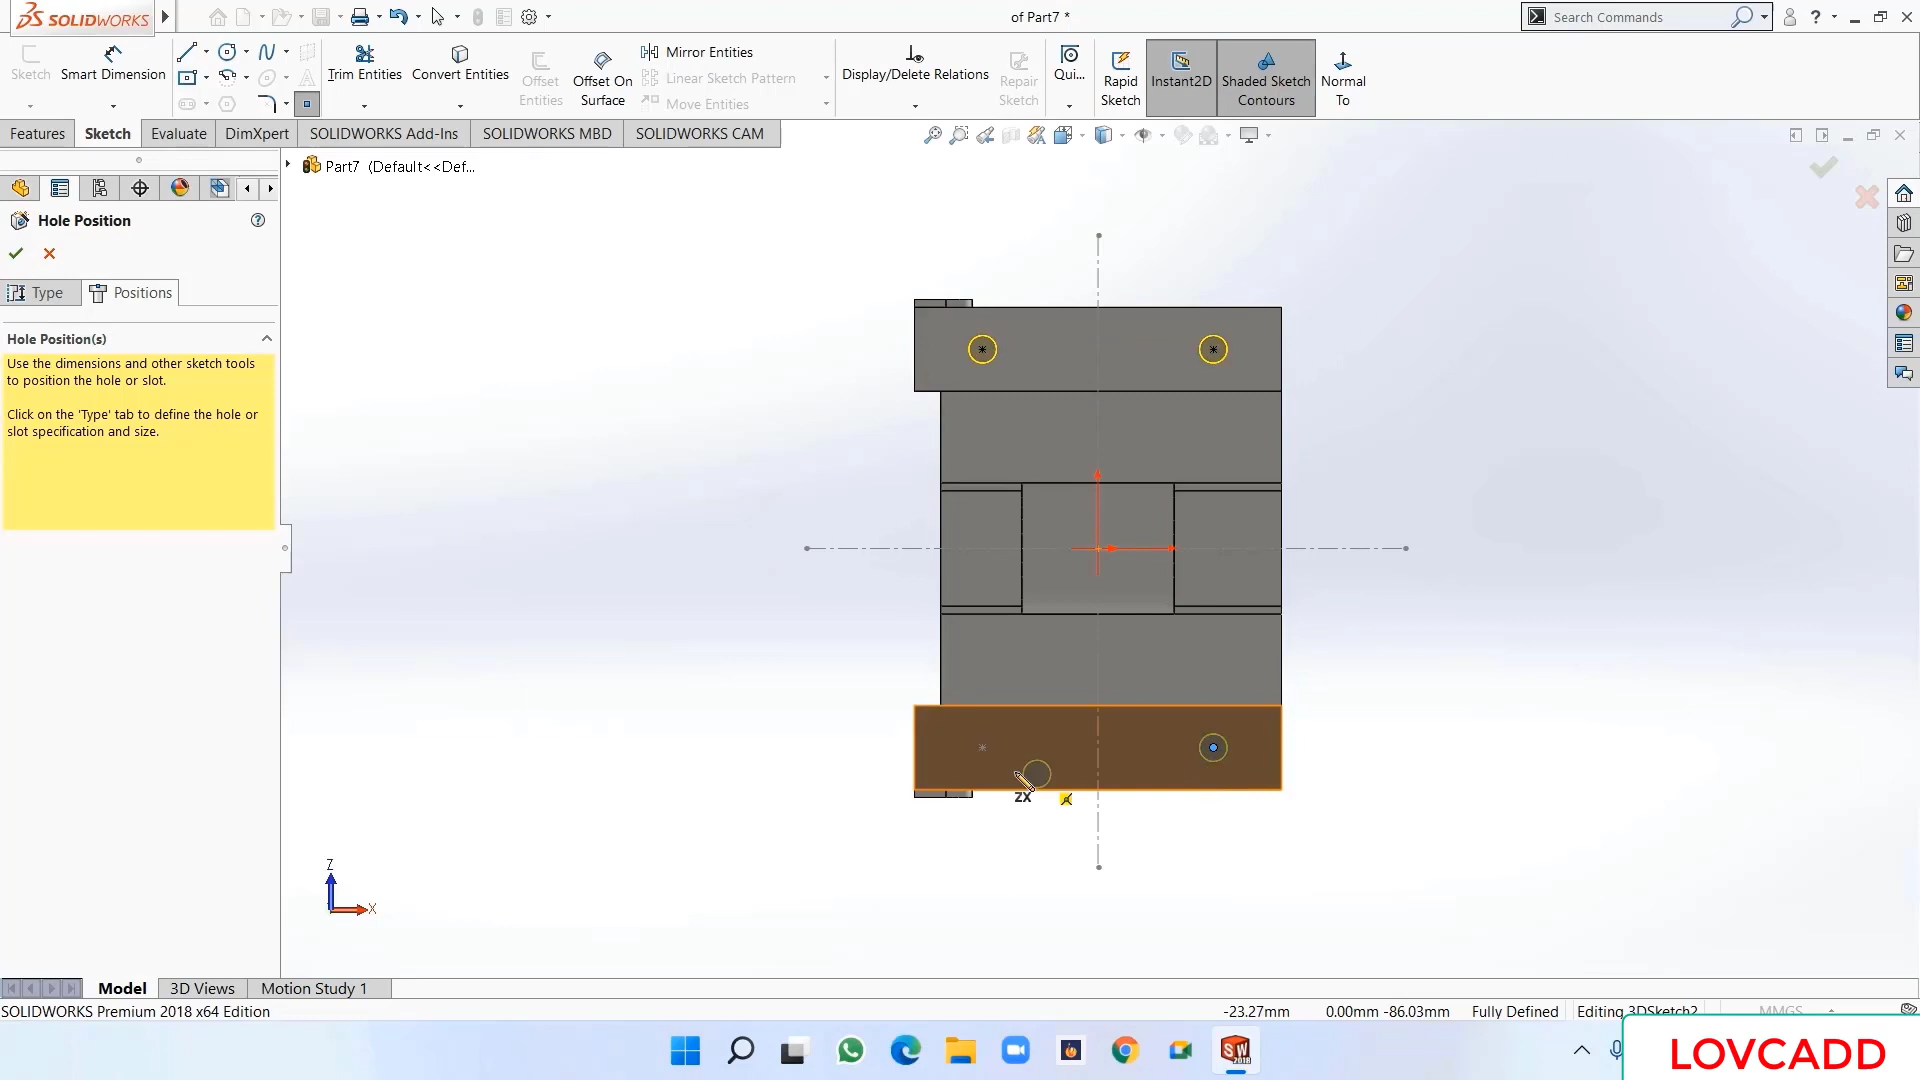 SOLIDWORKS
of Part7 *
Search Commands
Sketch
Smart Dimension
Trim Entities
Convert Entities
Offset
Entities
Offset On
Surface
Mirror Entities
Linear Sketch Pattern
Move Entities
Display/Delete Relations
Repair
Sketch
Qui...
Rapid
Sketch
Instant2D
Shaded Sketch
Contours
Normal
To
Features
Sketch
Evaluate
DimXpert
SOLIDWORKS Add-Ins
SOLIDWORKS MBD
SOLIDWORKS CAM
Part7 (Default<<Def...
Hole Position
Type
Positions
Hole Position(s)
Use the dimensions and other sketch tools
to position the hole or slot.
Click on the 'Type' tab to define the hole or
slot specification and size.
ZX
Z
X
Model
3D Views
Motion Study 1
SOLIDWORKS Premium 2018 x64 Edition
-23.27mm
0.00mm -86.03mm
Fully Defined
Editing 3DSketch2
MMGS
SW
2018
LOVCADD